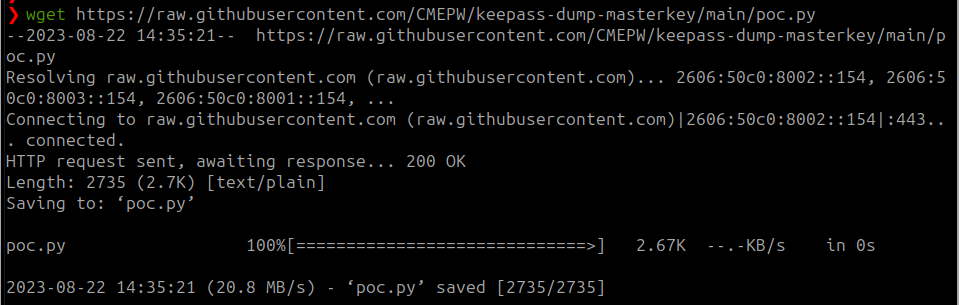 ❯ wget https://raw.githubusercontent.com/CMEPW/keepass-dump-masterkey/main/poc.py
--2023-08-22 14:35:21--  https://raw.githubusercontent.com/CMEPW/keepass-dump-masterkey/main/p
oc.py
Resolving raw.githubusercontent.com (raw.githubusercontent.com)... 2606:50c0:8002::154, 2606:5
0c0:8003::154, 2606:50c0:8001::154, ...
Connecting to raw.githubusercontent.com (raw.githubusercontent.com)|2606:50c0:8002::154|:443..
. connected.
HTTP request sent, awaiting response... 200 OK
Length: 2735 (2.7K) [text/plain]
Saving to: ‘poc.py’
poc.py                  100%[=============================>]   2.67K  --.-KB/s    in 0s
2023-08-22 14:35:21 (20.8 MB/s) - ‘poc.py’ saved [2735/2735]